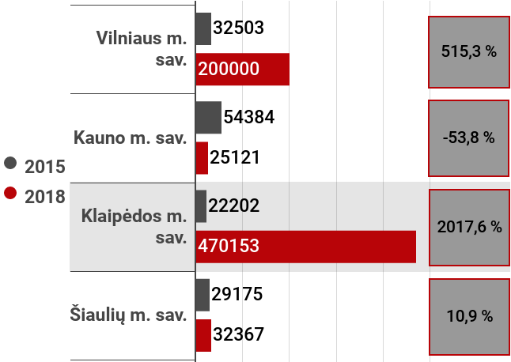 Vilniaus m.
sav.
32503
200000
515,3 %
Kauno m. sav.
54384
25121
-53,8 %
2015
2018
Klaipėdos m.
sav.
22202
470153
2017,6 %
Šiaulių m. sav.
29175
32367
10,9 %